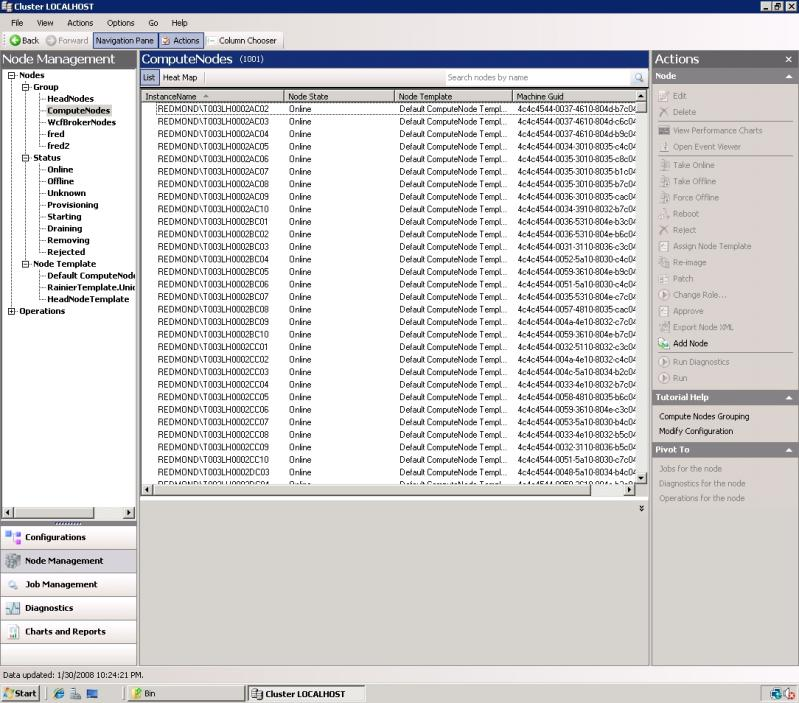 Cluster LOCALHOST
File View Actions Options Go Help
Back Forward Navigation Pane Actions Column Chooser
Node Management
Nodes
Group
HeadNodes
ComputeNodes
WcfBrokerNodes
fred
fred2
Status
Online
Offline
Unknown
Provisioning
Starting
Draining
Removing
Rejected
Node Template
Default ComputeNode
RainierTemplate.Unic
HeadNodeTemplate
Operations
Configurations
Node Management
Job Management
Diagnostics
Charts and Reports
ComputeNodes (1001)
List Heat Map Search nodes by name
InstanceName Node State Node Template Machine Guid
REDMOND\T003LH0002AC02 Online Default ComputeNode Templ... 4c4c4544-0037-4610-804d-b7c04
REDMOND\T003LH0002AC03 Online Default ComputeNode Templ... 4c4c4544-0037-4610-804d-c6c04
REDMOND\T003LH0002AC04 Online Default ComputeNode Templ... 4c4c4544-0037-4610-804d-b9c04
REDMOND\T003LH0002AC05 Online Default ComputeNode Templ... 4c4c4544-0034-3010-8035-c4c04
REDMOND\T003LH0002AC06 Online Default ComputeNode Templ... 4c4c4544-0035-3010-8035-c8c04
REDMOND\T003LH0002AC07 Online Default ComputeNode Templ... 4c4c4544-0035-3010-8035-b1c04
REDMOND\T003LH0002AC08 Online Default ComputeNode Templ... 4c4c4544-0035-3010-8035-b7c04
REDMOND\T003LH0002AC09 Online Default ComputeNode Templ... 4c4c4544-0036-3010-8035-cac04
REDMOND\T003LH0002AC10 Online Default ComputeNode Templ... 4c4c4544-0034-3910-8032-b7c04
REDMOND\T003LH0002BC01 Online Default ComputeNode Templ... 4c4c4544-0036-5310-804e-b3c04
REDMOND\T003LH0002BC02 Online Default ComputeNode Templ... 4c4c4544-0036-5310-804e-b6c04
REDMOND\T003LH0002BC03 Online Default ComputeNode Templ... 4c4c4544-0031-3110-8036-c3c04
REDMOND\T003LH0002BC04 Online Default ComputeNode Templ... 4c4c4544-0052-5a10-8030-c4c04
REDMOND\T003LH0002BC05 Online Default ComputeNode Templ... 4c4c4544-0059-3610-804e-b9c04
REDMOND\T003LH0002BC06 Online Default ComputeNode Templ... 4c4c4544-0051-5a10-8030-c4c04
REDMOND\T003LH0002BC07 Online Default ComputeNode Templ... 4c4c4544-0035-5310-804e-c7c04
REDMOND\T003LH0002BC08 Online Default ComputeNode Templ... 4c4c4544-0057-4810-8035-cac04
REDMOND\T003LH0002BC09 Online Default ComputeNode Templ... 4c4c4544-004a-4e10-8032-c7c04
REDMOND\T003LH0002BC10 Online Default ComputeNode Templ... 4c4c4544-0059-3610-804e-b7c04
REDMOND\T003LH0002CC01 Online Default ComputeNode Templ... 4c4c4544-0032-5110-8032-c3c04
REDMOND\T003LH0002CC02 Online Default ComputeNode Templ... 4c4c4544-004a-4e10-8032-c4c04
REDMOND\T003LH0002CC03 Online Default ComputeNode Templ... 4c4c4544-004c-5a10-8034-b2c04
REDMOND\T003LH0002CC04 Online Default ComputeNode Templ... 4c4c4544-0033-4e10-8032-b7c04
REDMOND\T003LH0002CC05 Online Default ComputeNode Templ... 4c4c4544-0058-4810-8035-b6c04
REDMOND\T003LH0002CC06 Online Default ComputeNode Templ... 4c4c4544-0059-3610-804e-c3c04
REDMOND\T003LH0002CC07 Online Default ComputeNode Templ... 4c4c4544-0053-5a10-8030-b4c04
REDMOND\T003LH0002CC08 Online Default ComputeNode Templ... 4c4c4544-0033-4e10-8032-b5c04
REDMOND\T003LH0002CC09 Online Default ComputeNode Templ... 4c4c4544-0032-3110-8036-b5c04
REDMOND\T003LH0002CC10 Online Default ComputeNode Templ... 4c4c4544-0051-5a10-8030-c7c04
REDMOND\T003LH0002DC03 Online Default ComputeNode Templ... 4c4c4544-0048-5a10-8034-b4c04
Actions
Node
Edit
Delete
View Performance Charts
Open Event Viewer
Take Online
Take Offline
Force Offline
Reboot
Reject
Assign Node Template
Re-image
Patch
Change Role...
Approve
Export Node XML
Add Node
Run Diagnostics
Run
Tutorial Help
Compute Nodes Grouping
Modify Configuration
Pivot To
Jobs for the node
Diagnostics for the node
Operations for the node
Data updated: 1/30/2008 10:24:21 PM.
Start Bin Cluster LOCALHOST